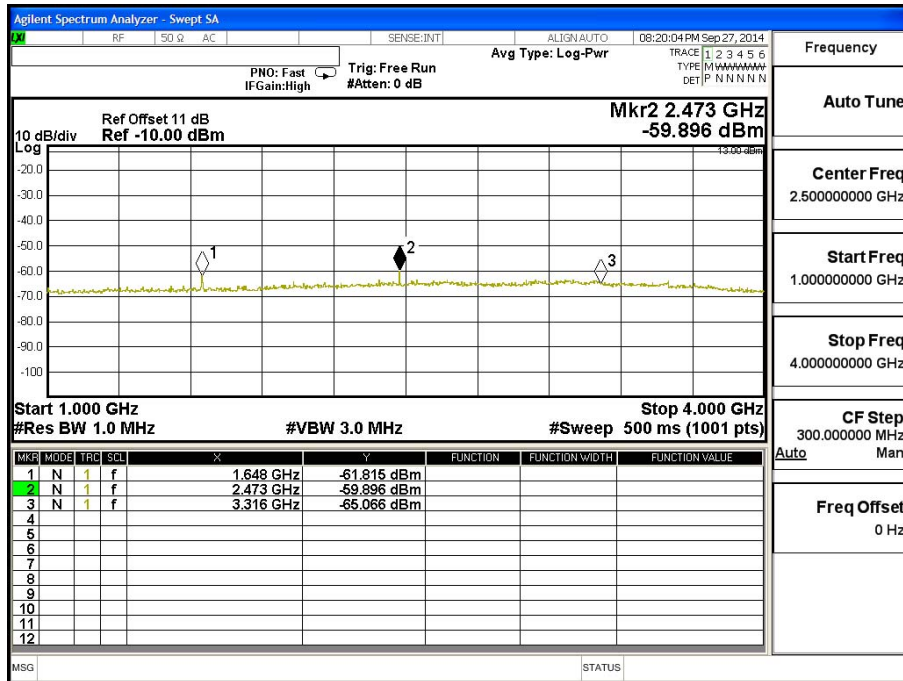 Agilent Spectrum Analyzer - Swept SA
LXI RF 50 Ω AC SENSE:INT ALIGN AUTO 08:20:04 PM Sep 27, 2014
Frequency
Avg Type: Log-Pwr
TRACE 1 2 3 4 5 6
PNO: Fast Trig: Free Run
TYPE M WWWWW
IFGain:High #Atten: 0 dB
DET P N N N N N
Auto Tune
Mkr2 2.473 GHz
Ref Offset 11 dB
10 dB/div Ref -10.00 dBm -59.896 dBm
Log
-13.00 dBm
-20.0
-30.0
-40.0
-50.0
-60.0
-70.0
-80.0
-90.0
-100
1
2
3
Center Freq
2.500000000 GHz
Start Freq
1.000000000 GHz
Stop Freq
4.000000000 GHz
Start 1.000 GHz Stop 4.000 GHz
#Res BW 1.0 MHz #VBW 3.0 MHz #Sweep 500 ms (1001 pts)
CF Step
300.000000 MHz
Auto Man
Freq Offset
0 Hz
MKR MODE TRC SCL X Y FUNCTION FUNCTION WIDTH FUNCTION VALUE
1 N 1 f 1.648 GHz -61.815 dBm
2 N 1 f 2.473 GHz -59.896 dBm
3 N 1 f 3.316 GHz -65.066 dBm
4
5
6
7
8
9
10
11
12
MSG STATUS